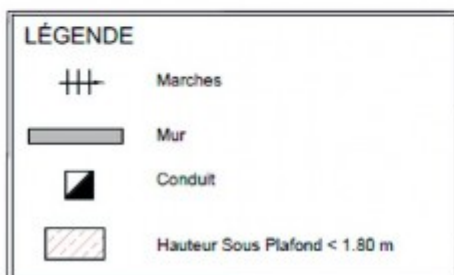 LÉGENDE
Marches
Mur
Conduit
Hauteur Sous Plafond < 1.80 m